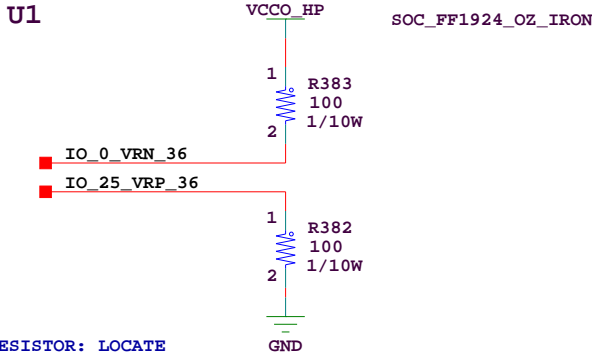 U1
VCCO_HP
SOC_FF1924_OZ_IRON
1
R383
100
1/10W
2
IO_0_VRN_36
IO_25_VRP_36
1
R382
100
1/10W
2
ESISTOR: LOCATE
GND